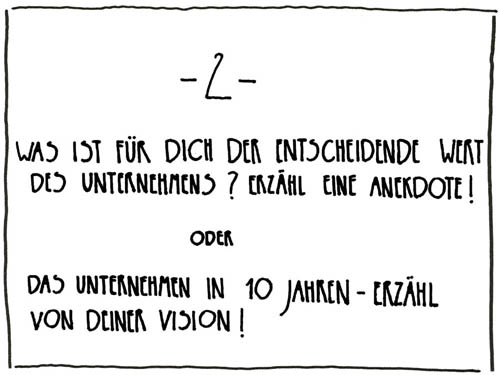 - 2 -
WAS IST FÜR DICH DER ENTSCHEIDENDE WERT
DES UNTERNEHMENS? ERZÄHL EINE ANEKDOTE!
ODER
DAS UNTERNEHMEN IN 10 JAHREN - ERZÄHL
VON DEINER VISION!